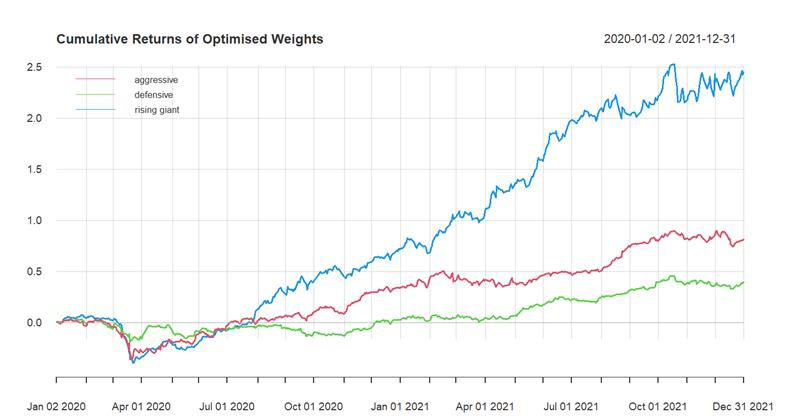 Cumulative Returns of Optimised Weights 2020-01-02 / 2021-12-31
aggressive
defensive
rising giant
2.5
2.0
1.5
1.0
0.5
0.0
Jan 02 2020 Apr 01 2020 Jul 01 2020 Oct 01 2020 Jan 01 2021 Apr 01 2021 Jul 01 2021 Oct 01 2021 Dec 31 2021